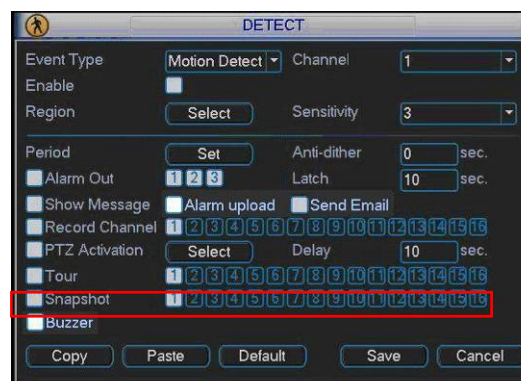 DETECT
Event Type Motion Detect Channel 1
Enable
Region Select Sensitivity 3
Period Set Anti-dither 0 sec.
Alarm Out 1 2 3 Latch 10 sec.
Show Message Alarm upload Send Email
Record Channel 1 2 3 4 5 6 7 8 9 10 11 12 13 14 15 16
PTZ Activation Select Delay 10 sec.
Tour 1 2 3 4 5 6 7 8 9 10 11 12 13 14 15 16
Snapshot 1 2 3 4 5 6 7 8 9 10 11 12 13 14 15 16
Buzzer
Copy Paste Default Save Cancel